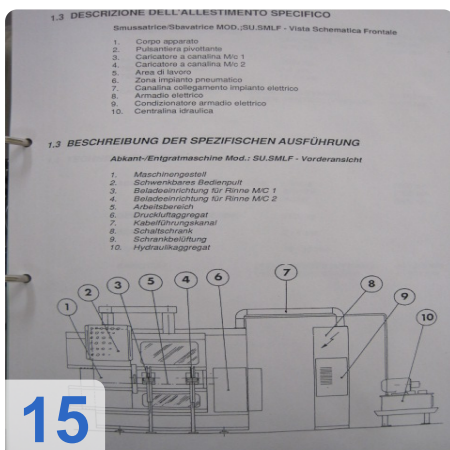 1.3 DESCRIZIONE DELL'ALLESTIMENTO SPECIFICO
Smussatrice/Sbavatrice MOD.;SU.SMLF - Vista Schematica Frontale
1. Corpo apparato
2. Pulsantiera pivottante
3. Caricatore a canalina M/c 1
4. Caricatore a canalina M/c 2
5. Area di lavoro
6. Zona impianto pneumatico
7. Canalina collegamento impianto elettrico
8. Armadio elettrico
9. Condizionatore armadio elettrico
10. Centralina idraulica
1.3 BESCHREIBUNG DER SPEZIFISCHEN AUSFÜHRUNG
Abkant-/Entgratmaschine Mod.: SU.SMLF - Vorderansicht
1. Maschinengestell
2. Schwenkbares Bedienpult
3. Beladeeinrichtung für Rinne M/C 1
4. Beladeeinrichtung für Rinne M/C 2
5. Arbeitsbereich
6. Druckluftaggregat
7. Kabelführungskanal
8. Schaltschrank
9. Schrankbelüftung
10. Hydraulikaggregat
1 2 3 5 4 6 7 8 9 10
15